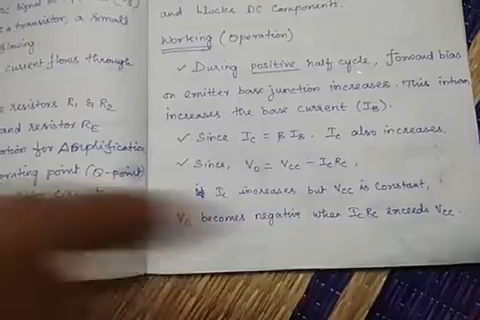 a transistor, a small
current flows through
resistors R1 & R2
and resistor RE
for Amplification
point (Q-point)
and blocks DC components.
Working (Operation)
✓ During positive half cycle, forward bias
on emitter base junction increases. This inturn
increases the base current (IB).
✓ Since IC = β IB, IC also increases.
✓ Since, V0 = VCC - ICRC,
IC increases but VCC is constant,
becomes negative when ICRC exceeds VCC.